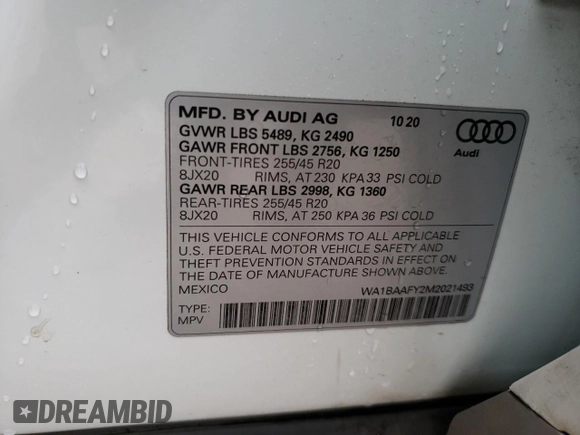 MFD. BY AUDI AG 10 20
GVWR LBS 5489, KG 2490
GAWR FRONT LBS 2756, KG 1250
FRONT-TIRES 255/45 R20
8JX20 RIMS, AT 230 KPA 33 PSI COLD
GAWR REAR LBS 2998, KG 1360
REAR-TIRES 255/45 R20
8JX20 RIMS, AT 250 KPA 36 PSI COLD
Audi
THIS VEHICLE CONFORMS TO ALL APPLICABLE
U.S. FEDERAL MOTOR VEHICLE SAFETY AND
THEFT PREVENTION STANDARDS IN EFFECT ON
THE DATE OF MANUFACTURE SHOWN ABOVE.
MEXICO WA1BAAFY2M2021493
TYPE:
MPV
DREAMBID